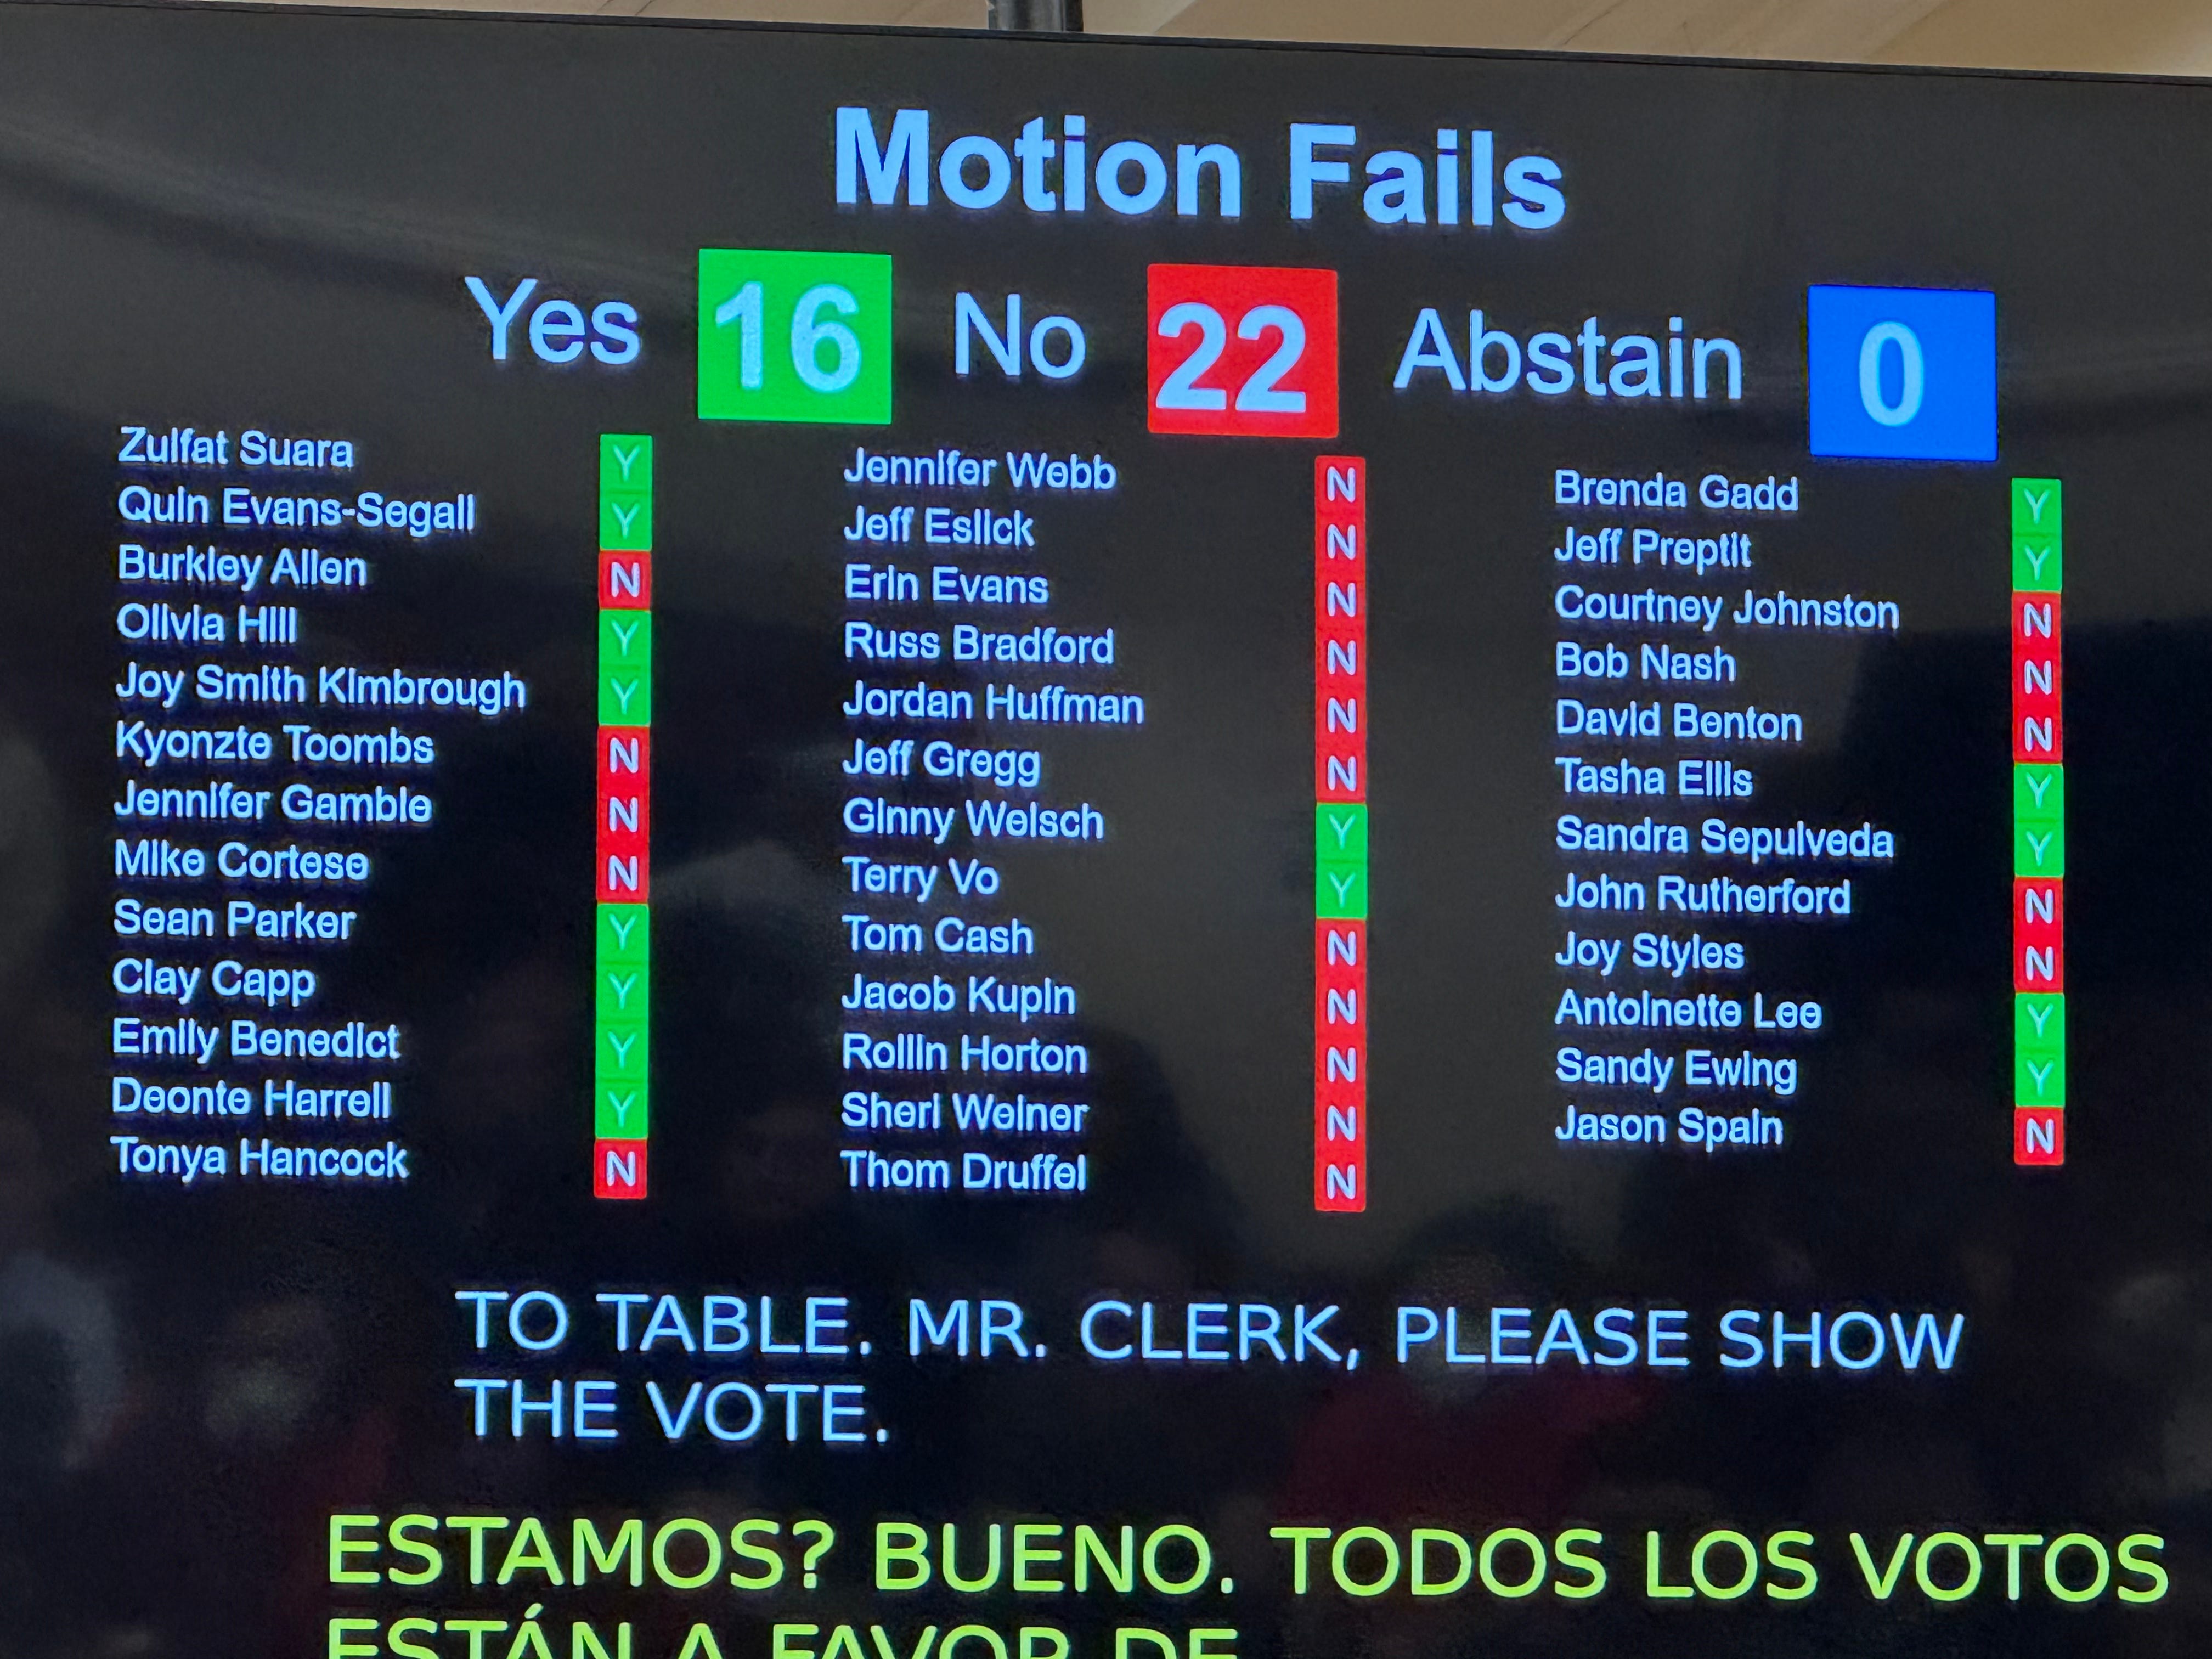 Motion Fails
Yes 16 No 22 Abstain 0
Zulfat Suara Y
Quin Evans-Segall Y
Burkley Allen N
Olivia Hill Y
Joy Smith Kimbrough Y
Kyonzte Toombs N
Jennifer Gamble N
Mike Cortese N
Sean Parker Y
Clay Capp Y
Emily Benedict Y
Deonte Harrell Y
Tonya Hancock N
Jennifer Webb N
Jeff Eslick N
Erin Evans N
Russ Bradford N
Jordan Huffman N
Jeff Gregg N
Ginny Welsch Y
Terry Vo Y
Tom Cash N
Jacob Kupin N
Rollin Horton N
Sheri Weiner N
Thom Druffel N
Brenda Gadd Y
Jeff Preptit Y
Courtney Johnston N
Bob Nash N
David Benton N
Tasha Ellis Y
Sandra Sepulveda Y
John Rutherford N
Joy Styles N
Antoinette Lee Y
Sandy Ewing Y
Jason Spain N
TO TABLE. MR. CLERK, PLEASE SHOW
THE VOTE.
ESTAMOS? BUENO. TODOS LOS VOTOS
ESTÁN A FAVOR DE